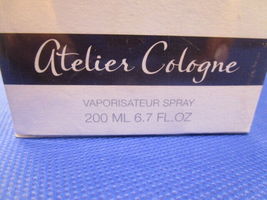 Atelier Cologne
VAPORISATEUR SPRAY
200 ML 6.7 FL.OZ